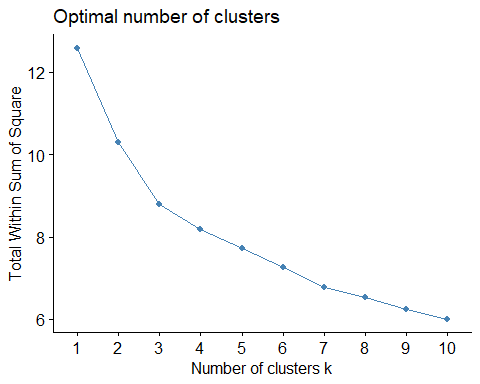 Optimal number of clusters
Total Within Sum of Square
12
10
8
6
1 2 3 4 5 6 7 8 9 10
Number of clusters k